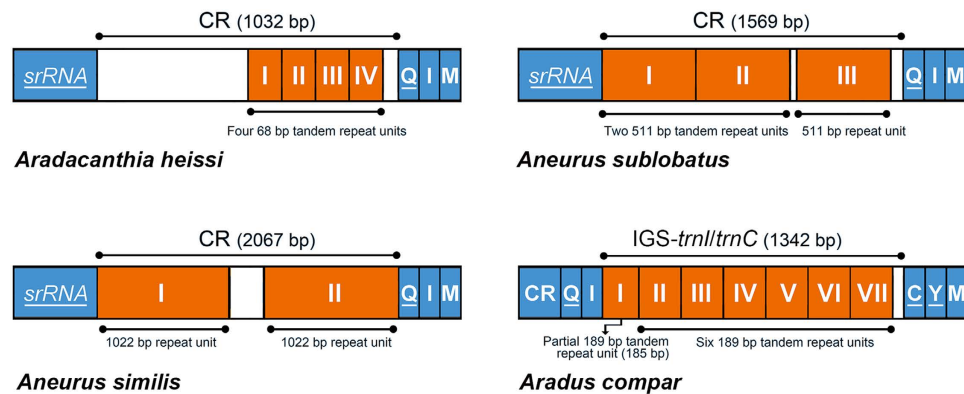 CR (1032 bp)
srRNA I II III IV Q I M
Four 68 bp tandem repeat units
Aradacanthia heissi
CR (1569 bp)
srRNA I II III Q I M
Two 511 bp tandem repeat units 511 bp repeat unit
Aneurus sublobatus
CR (2067 bp)
srRNA I II Q I M
1022 bp repeat unit 1022 bp repeat unit
Aneurus similis
IGS-trnI/trnC (1342 bp)
CR Q I I II III IV V VI VII C Y M
Partial 189 bp tandem
repeat unit (185 bp)
Six 189 bp tandem repeat units
Aradus compar